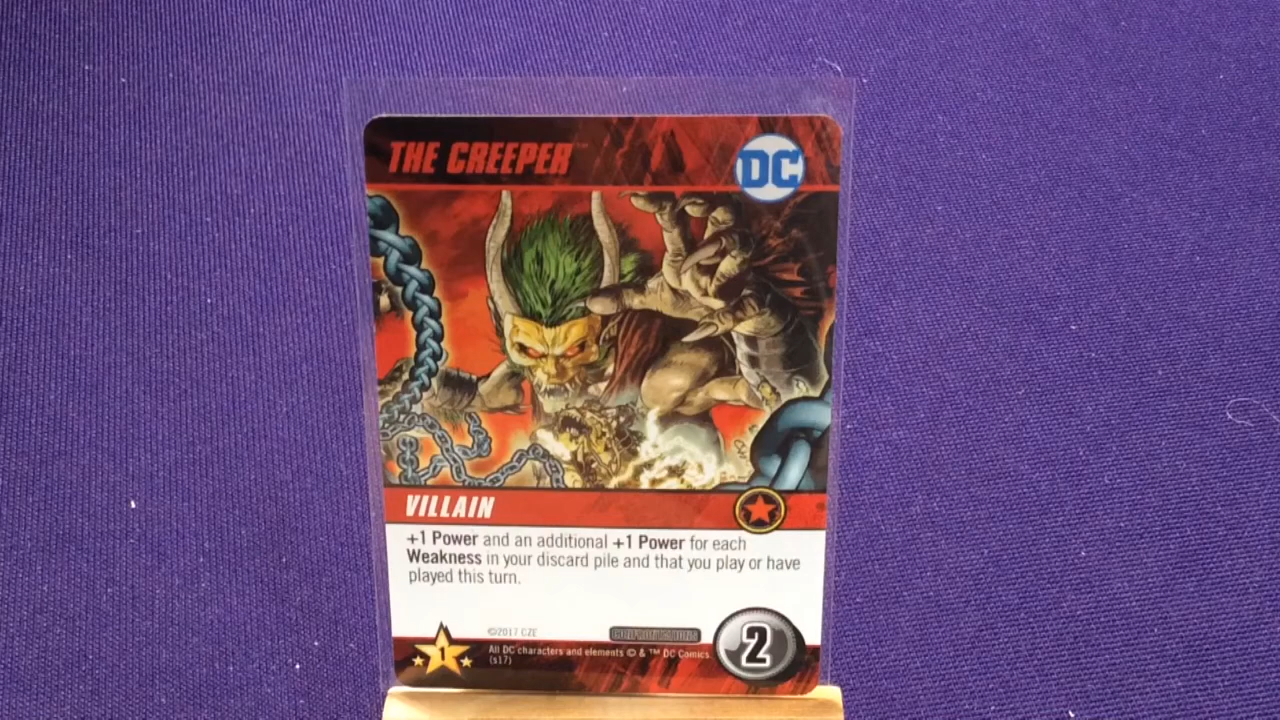 THE CREEPER™
DC
VILLAIN
+1 Power and an additional +1 Power for each
Weakness in your discard pile and that you play or have
played this turn.
©2017 CZE
CONFRONTATIONS
1
All DC characters and elements © & ™ DC Comics.
(s17)
2